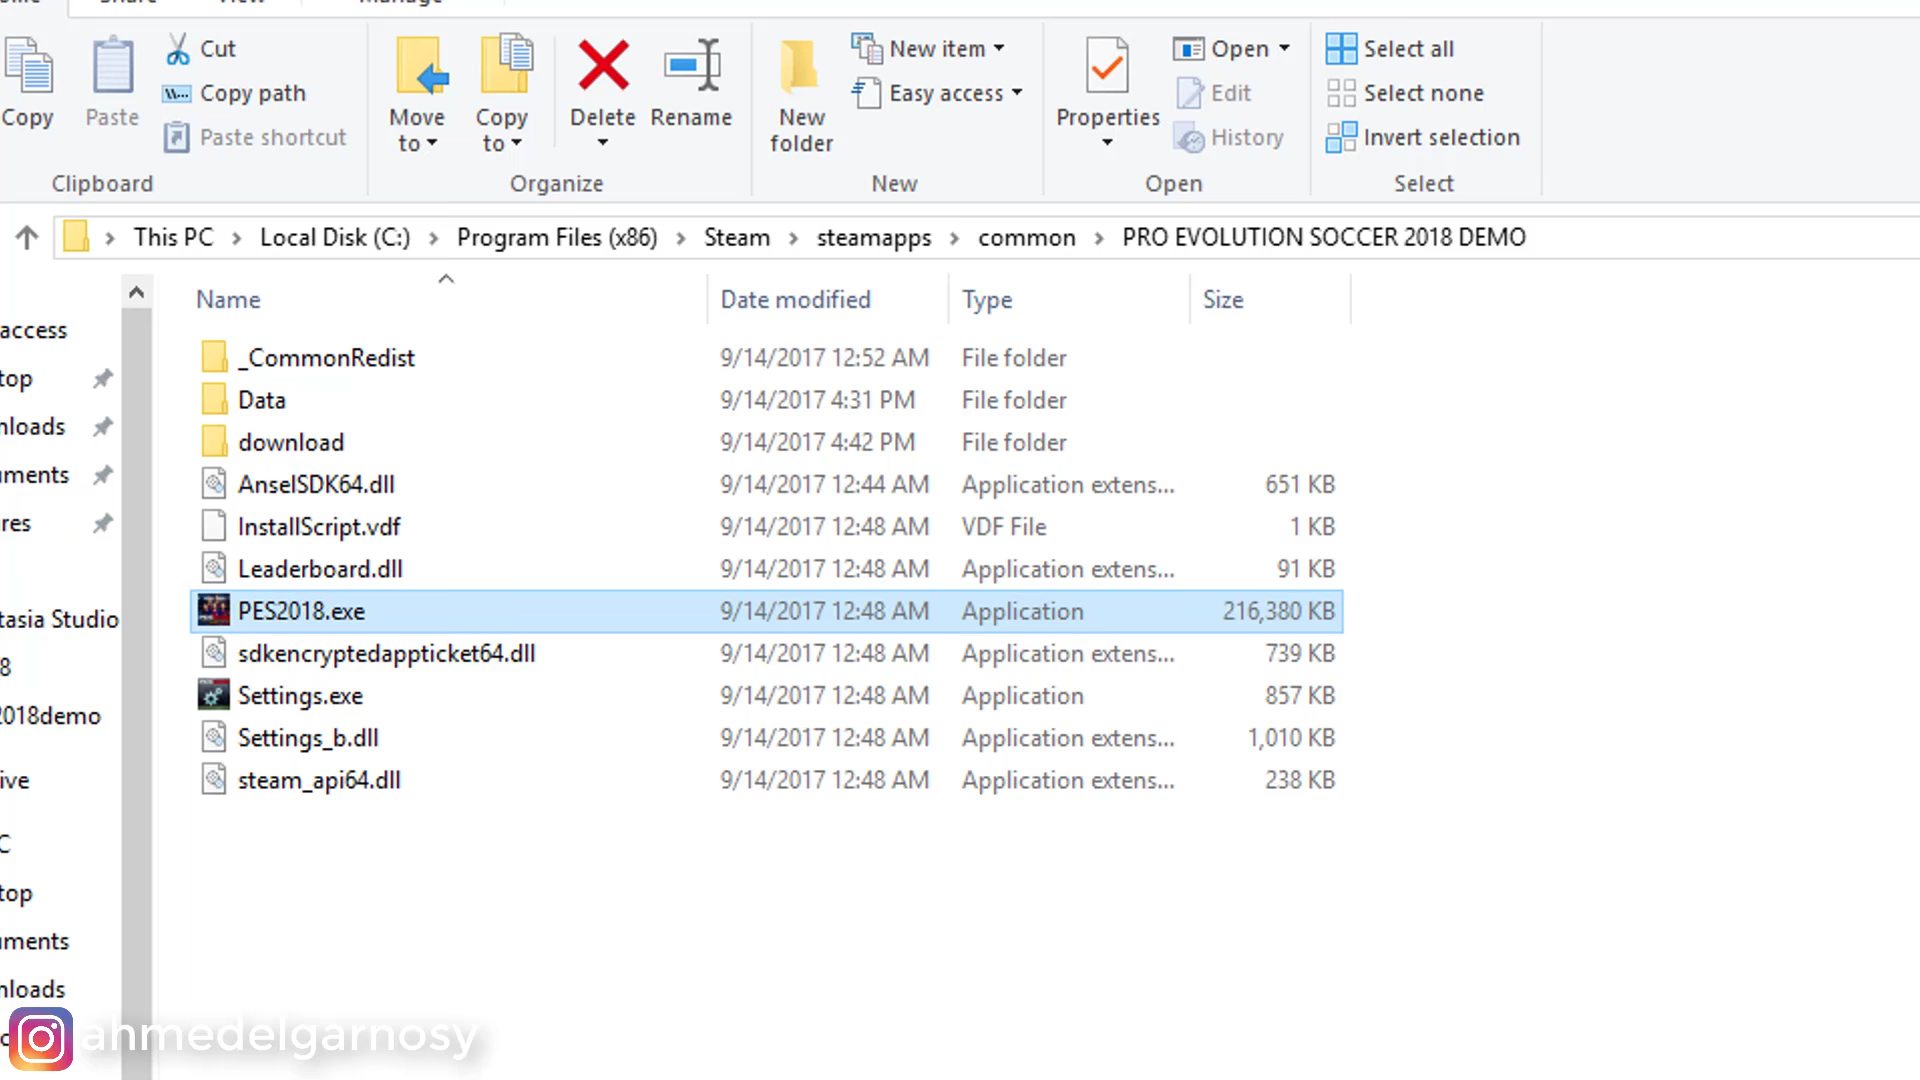 Share View Manage
Copy
Paste
Cut
Copy path
Paste shortcut
Clipboard
Move to
Copy to
Delete
Rename
Organize
New folder
New item
Easy access
New
Properties
Open
Edit
History
Open
Select all
Select none
Invert selection
Select
This PC > Local Disk (C:) > Program Files (x86) > Steam > steamapps > common > PRO EVOLUTION SOCCER 2018 DEMO
Name Date modified Type Size
_CommonRedist 9/14/2017 12:52 AM File folder
Data 9/14/2017 4:31 PM File folder
download 9/14/2017 4:42 PM File folder
AnselSDK64.dll 9/14/2017 12:44 AM Application extens... 651 KB
InstallScript.vdf 9/14/2017 12:48 AM VDF File 1 KB
Leaderboard.dll 9/14/2017 12:48 AM Application extens... 91 KB
PES2018.exe 9/14/2017 12:48 AM Application 216,380 KB
sdkencryptedappticket64.dll 9/14/2017 12:48 AM Application extens... 739 KB
Settings.exe 9/14/2017 12:48 AM Application 857 KB
Settings_b.dll 9/14/2017 12:48 AM Application extens... 1,010 KB
steam_api64.dll 9/14/2017 12:48 AM Application extens... 238 KB
access
top
nloads
uments
res
tasia Studio
8
2018demo
ive
C
top
uments
nloads
ahmedelgarnosy